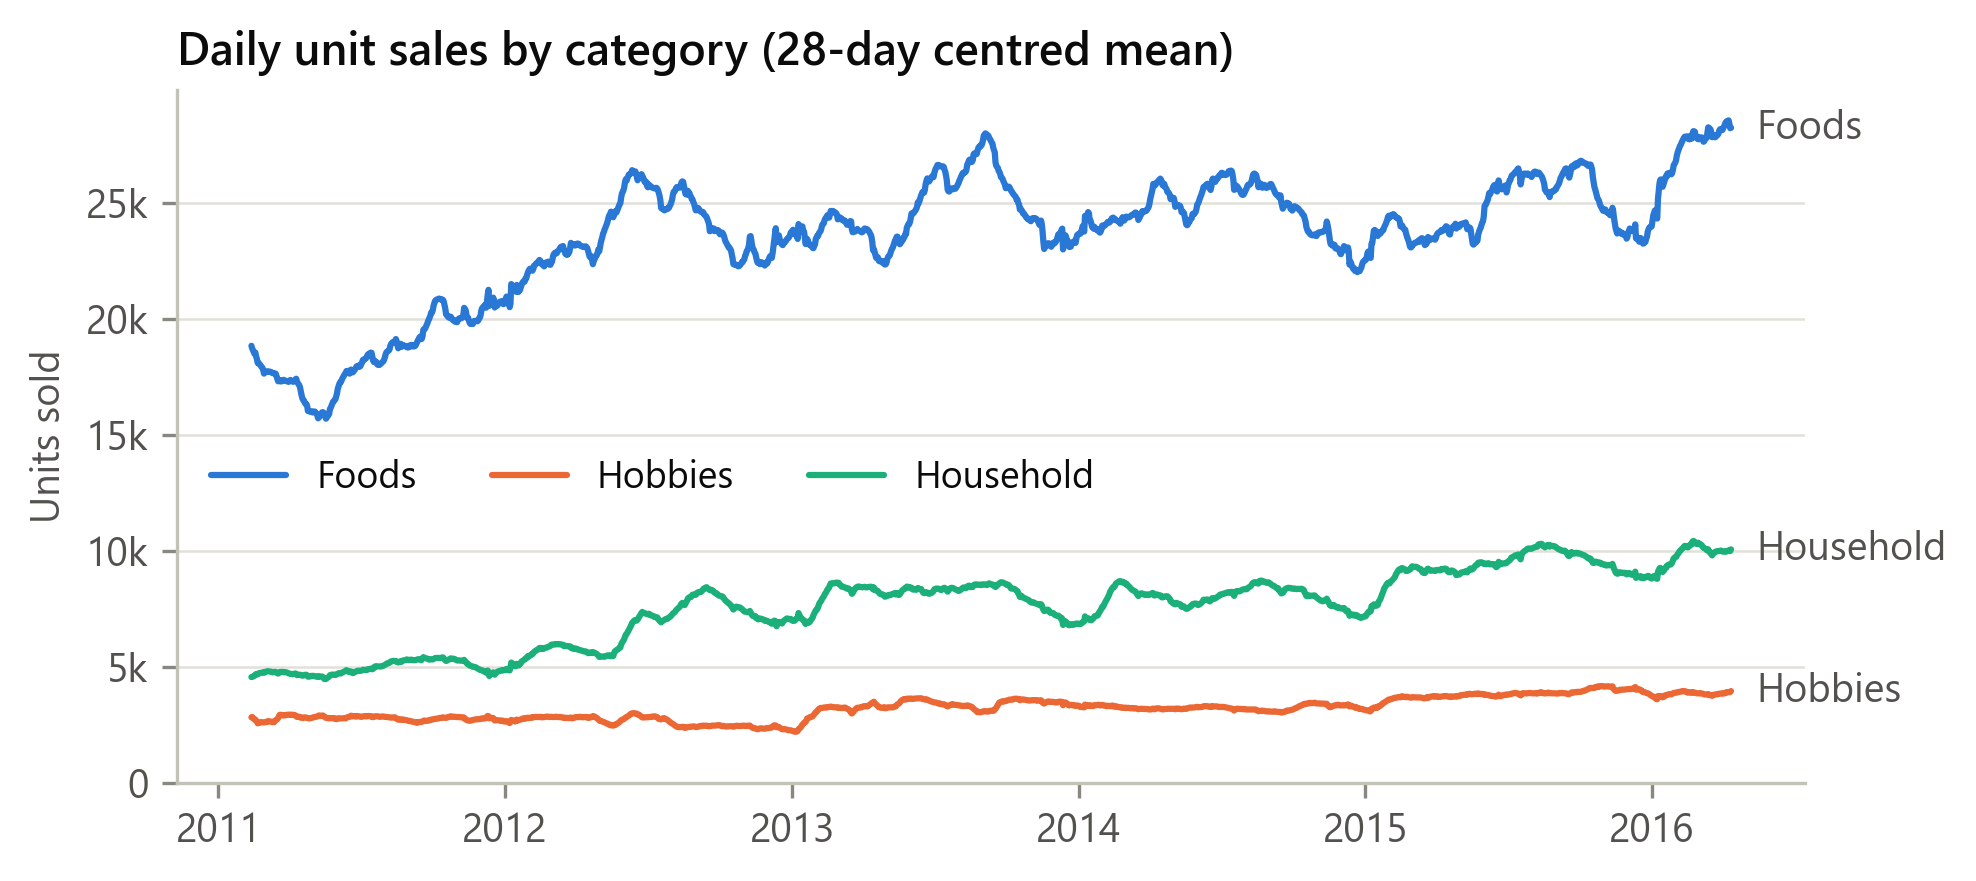 Daily unit sales by category (28-day centred mean)
Foods
25k
20k
Units sold
15k
Foods Hobbies Household
10k
Household
5k
Hobbies
0
2011 2012 2013 2014 2015 2016